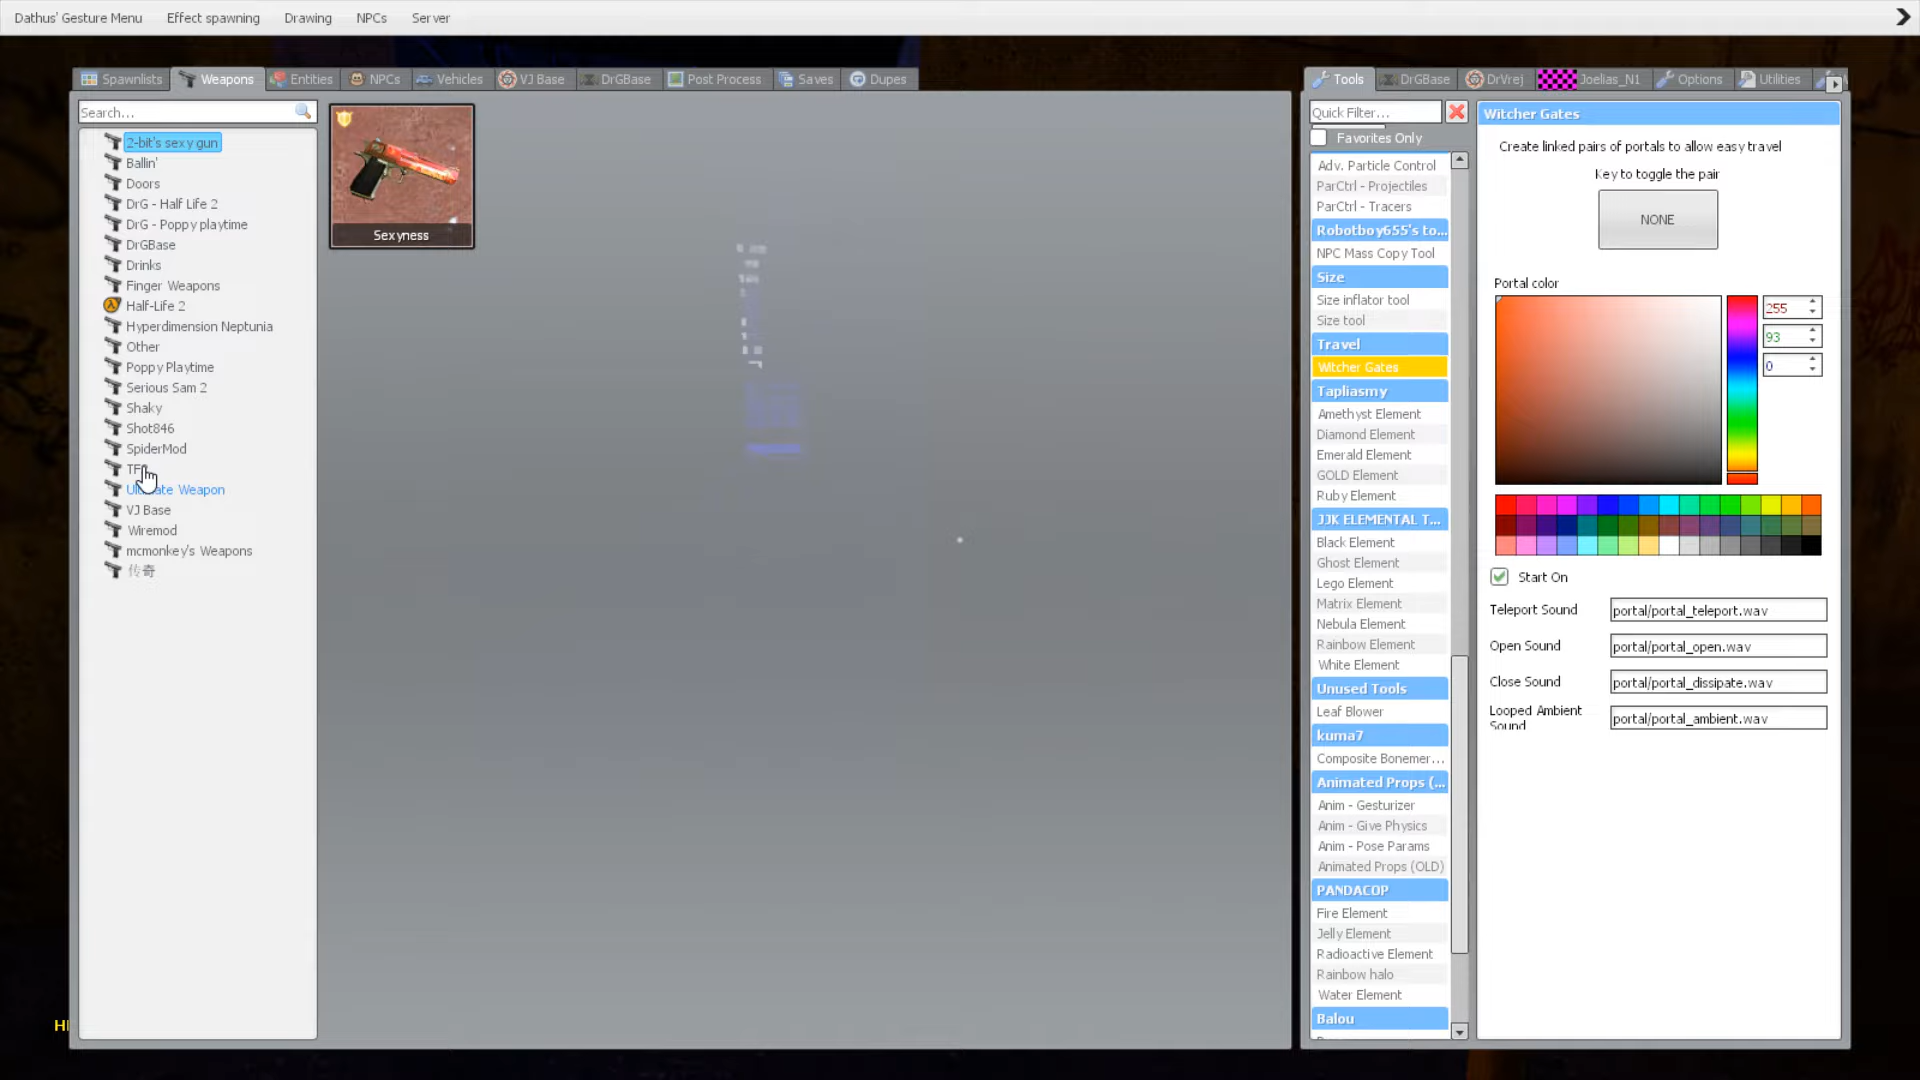 Dathus' Gesture Menu Effect spawning Drawing NPCs Server
Spawnlists Weapons Entities NPCs Vehicles VJ Base DrGBase Post Process Saves Dupes
Search...
2-bit's sexy gun
Ballin'
Doors
DrG - Half Life 2
DrG - Poppy playtime
DrGBase
Drinks
Finger Weapons
Half-Life 2
Hyperdimension Neptunia
Other
Poppy Playtime
Serious Sam 2
Shaky
Shot846
SpiderMod
Weapon
VJ Base
Wiremod
mcmonkey's Weapons
传奇
Sexyness
Tools DrGBase DrVrej Joelias_N1 Options Utilities
Quick Filter...
Favorites Only
Adv. Particle Control
ParCtrl - Projectiles
ParCtrl - Tracers
Robotboy655's to...
NPC Mass Copy Tool
Size
Size inflator tool
Size tool
Travel
Witcher Gates
Tapliasmy
Amethyst Element
Diamond Element
Emerald Element
GOLD Element
Ruby Element
JJK ELEMENTAL T...
Black Element
Ghost Element
Lego Element
Matrix Element
Nebula Element
Rainbow Element
White Element
Unused Tools
Leaf Blower
kuma7
Composite Bonemer...
Animated Props (...
Anim - Gesturizer
Anim - Give Physics
Anim - Pose Params
Animated Props (OLD)
PANDACOP
Fire Element
Jelly Element
Radioactive Element
Rainbow halo
Water Element
Balou
Witcher Gates
Create linked pairs of portals to allow easy travel
Key to toggle the pair
NONE
Portal color
255
93
0
Start On
Teleport Sound portal/portal_teleport.wav
Open Sound portal/portal_open.wav
Close Sound portal/portal_dissipate.wav
Looped Ambient
Sound
portal/portal_ambient.wav